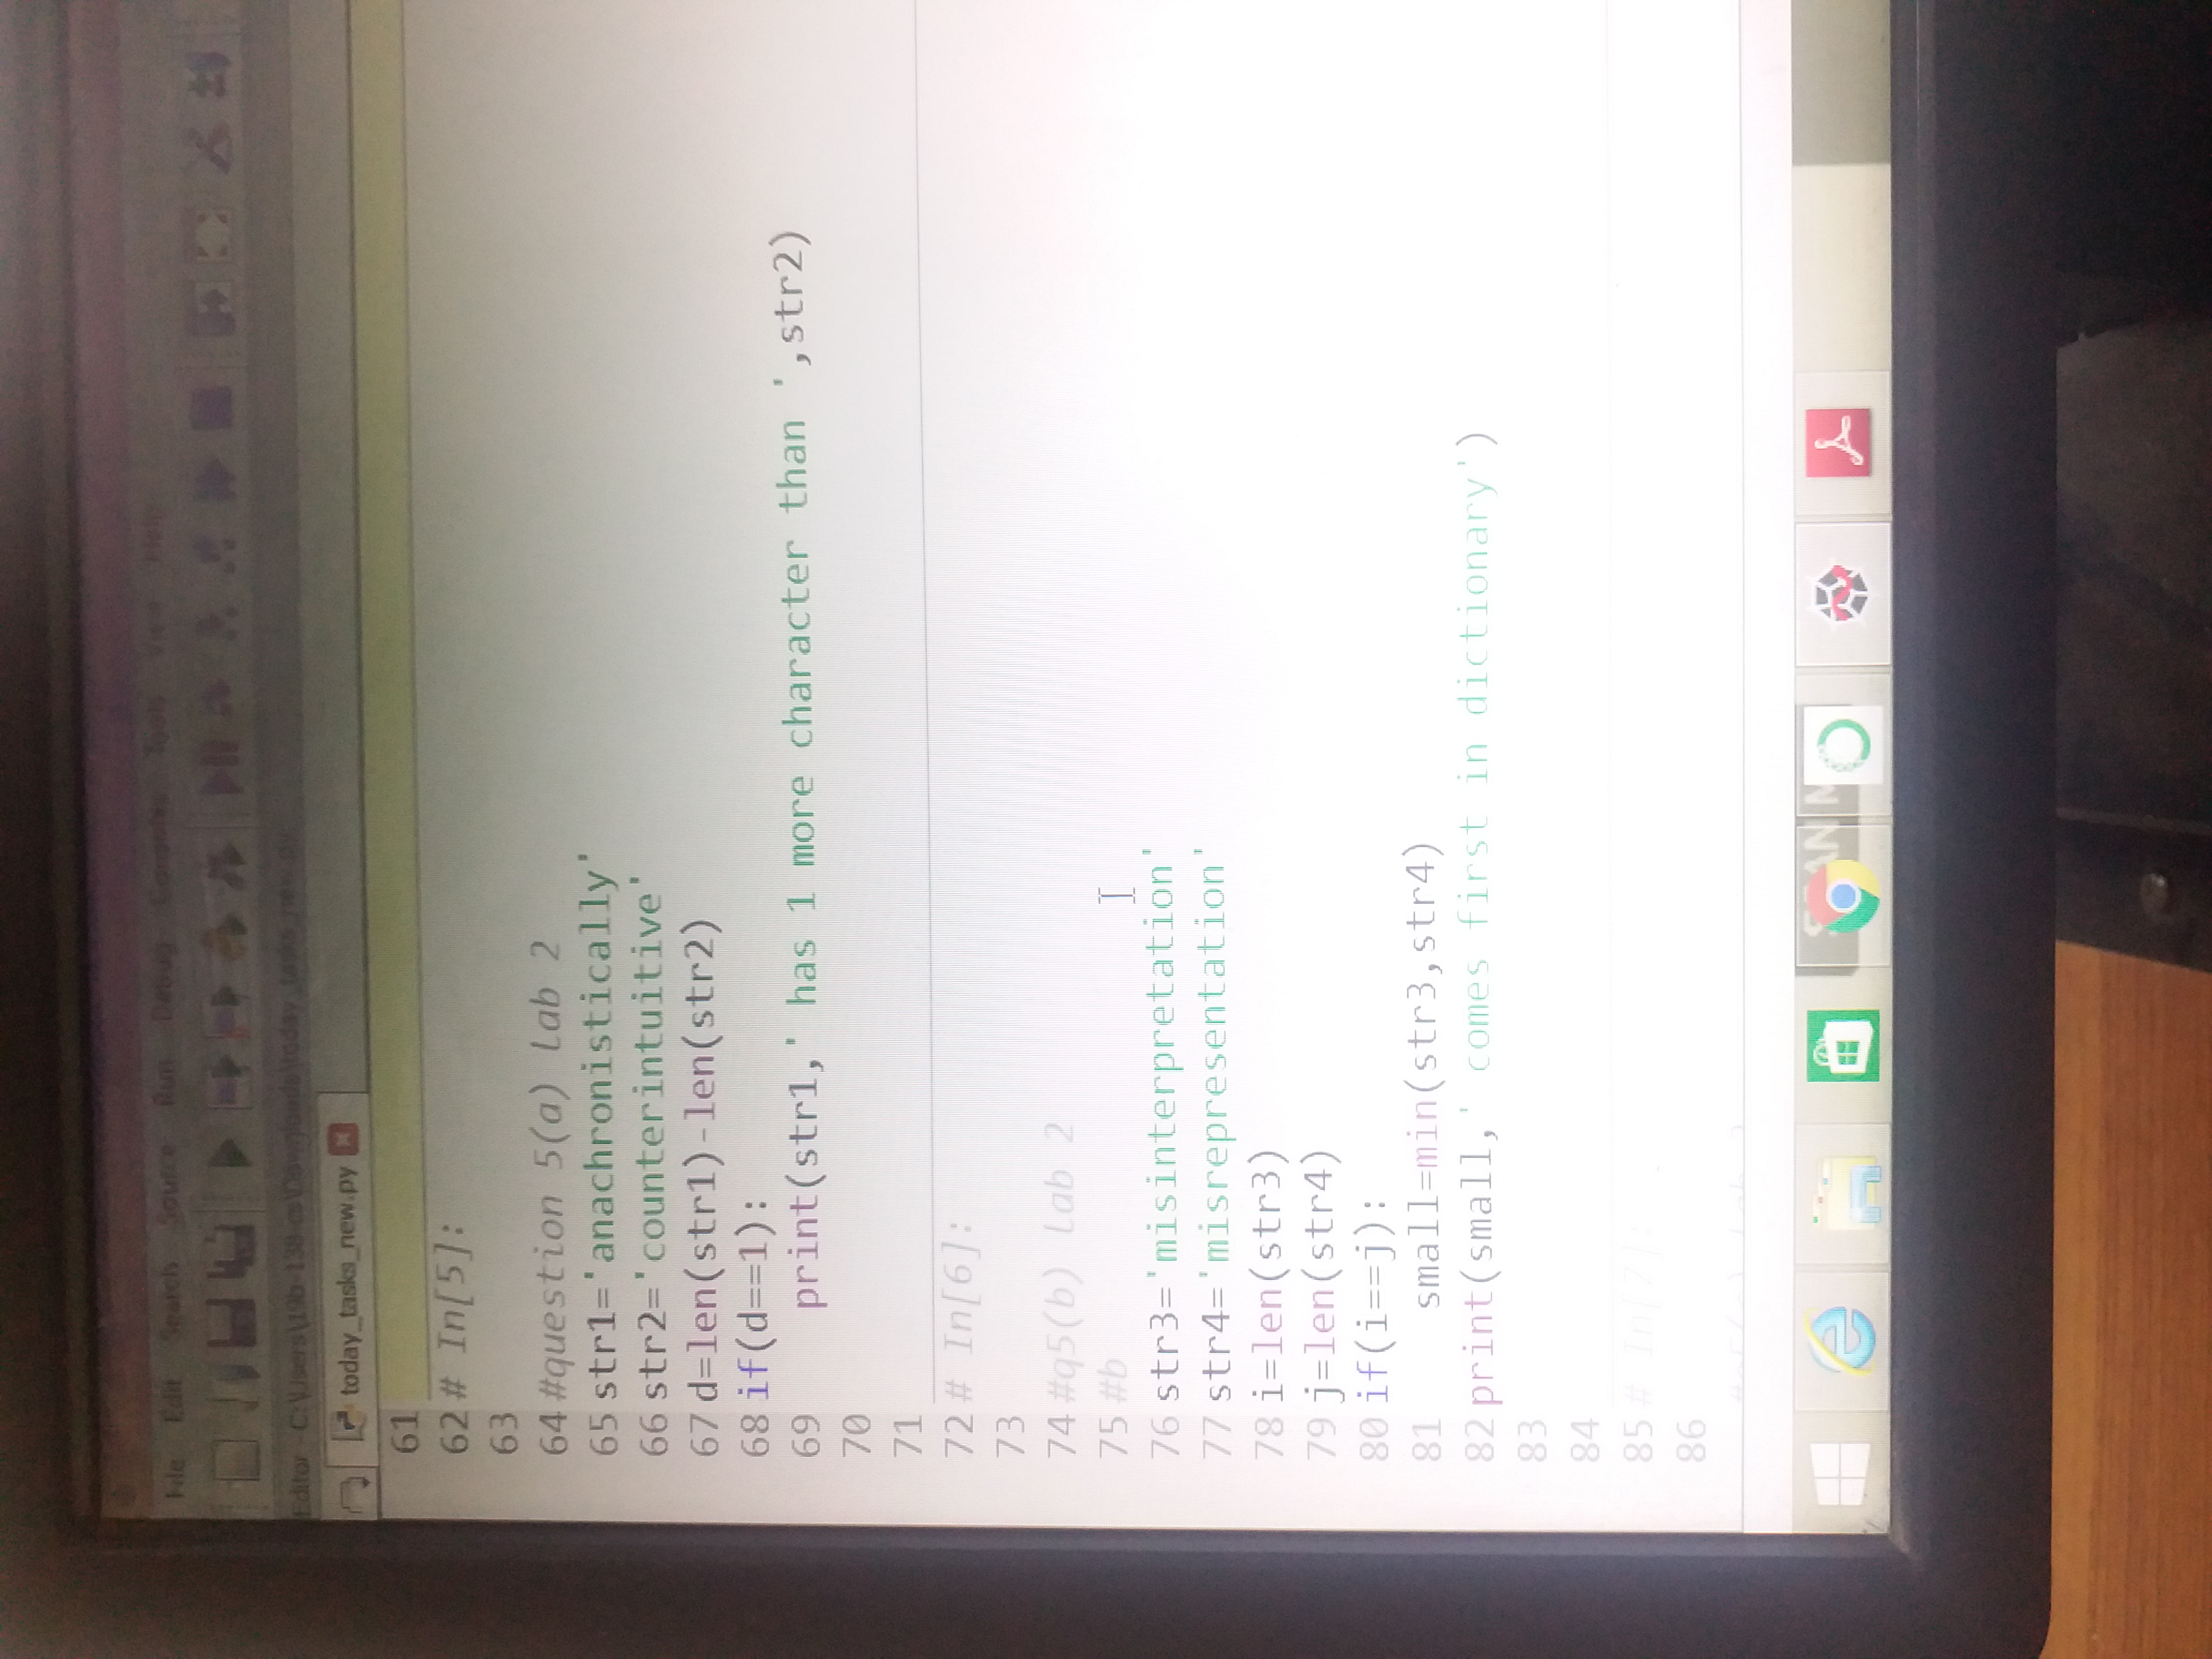 File Edit Search Source Run Debug Consoles Tools View Help
Editor - C:\Users\19b-138-cs\Downloads\today_tasks_new.py
today_tasks_new.py
61
62 # In[5]:
63
64 #question 5(a) Lab 2
65 str1='anachronistically'
66 str2='counterintuitive'
67 d=len(str1)-len(str2)
68 if(d==1):
69     print(str1,' has 1 more character than ',str2)
70
71
72 # In[6]:
73
74 #q5(b) Lab 2
75 #b
76 str3='misinterpretation'
77 str4='misrepresentation'
78 i=len(str3)
79 j=len(str4)
80 if(i==j):
81     small=min(str3,str4)
82 print(small,' comes first in dictionary')
83
84
85 # In[7]:
86